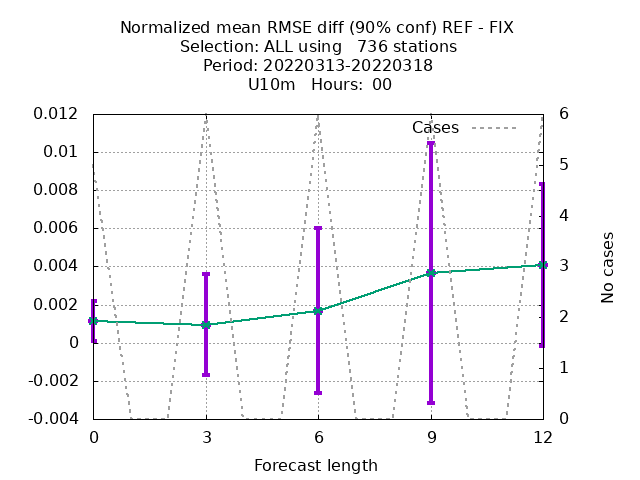 Normalized mean RMSE diff (90% conf) REF - FIX
Selection: ALL using   736 stations
Period: 20220313-20220318
U10m   Hours:  00
Cases
0.012
0.01
0.008
0.006
0.004
0.002
0
-0.002
-0.004
6
5
4
3
2
1
0
No cases
0 3 6 9 12
Forecast length